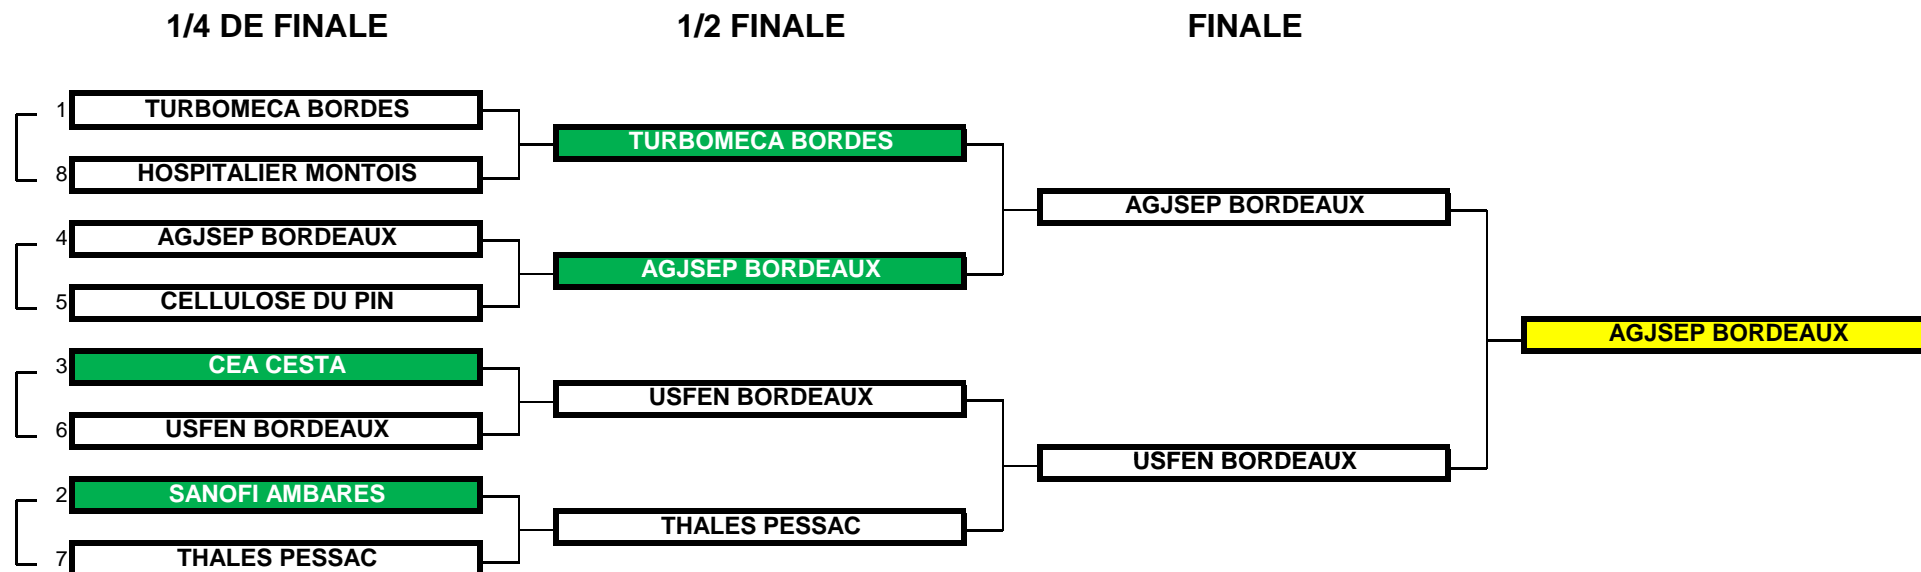 1/4 DE FINALE 1/2 FINALE FINALE
1 TURBOMECA BORDES
TURBOMECA BORDES
8 HOSPITALIER MONTOIS
AGJSEP BORDEAUX
4 AGJSEP BORDEAUX
AGJSEP BORDEAUX
5 CELLULOSE DU PIN
AGJSEP BORDEAUX
3 CEA CESTA
USFEN BORDEAUX
6 USFEN BORDEAUX
USFEN BORDEAUX
2 SANOFI AMBARES
THALES PESSAC
7 THALES PESSAC